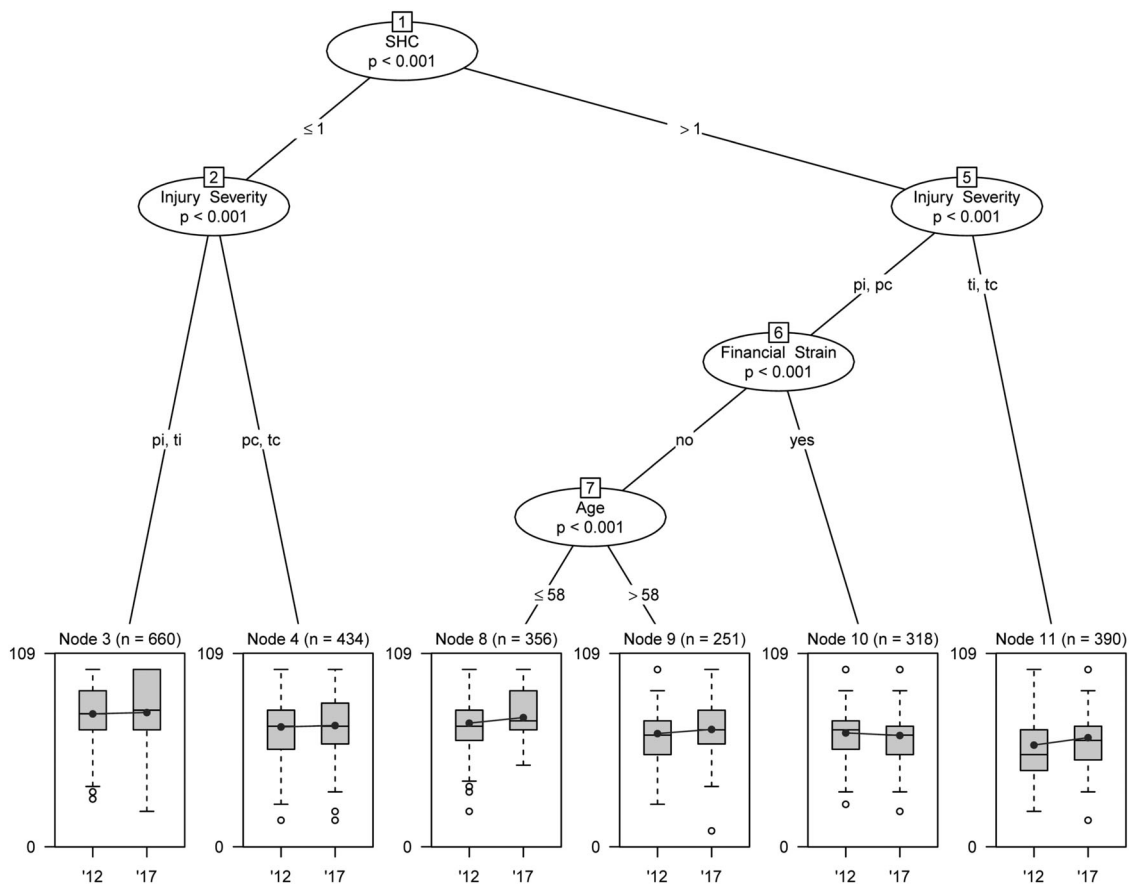 1
SHC
p < 0.001
≤ 1
> 1
2
Injury Severity
p < 0.001
5
Injury Severity
p < 0.001
pi, pc
ti, tc
6
Financial Strain
p < 0.001
pi, ti
pc, tc
no
yes
7
Age
p < 0.001
≤ 58
> 58
Node 3 (n = 660)
Node 4 (n = 434)
Node 8 (n = 356)
Node 9 (n = 251)
Node 10 (n = 318)
Node 11 (n = 390)
109
109
109
109
109
109
0
0
0
0
0
0
'12
'17
'12
'17
'12
'17
'12
'17
'12
'17
'12
'17